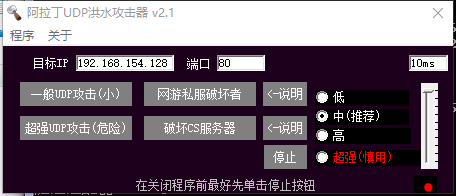 阿拉丁UDP洪水攻击器 v2.1
程序 关于
目标IP 192.168.154.128 端口 80 10ms
一般UDP攻击(小) 网游私服破坏者 <-说明 低
中(推荐)
超强UDP攻击(危险) 破坏CS服务器 <-说明 高
停止 超强(慎用)
在关闭程序前最好先单击停止按钮